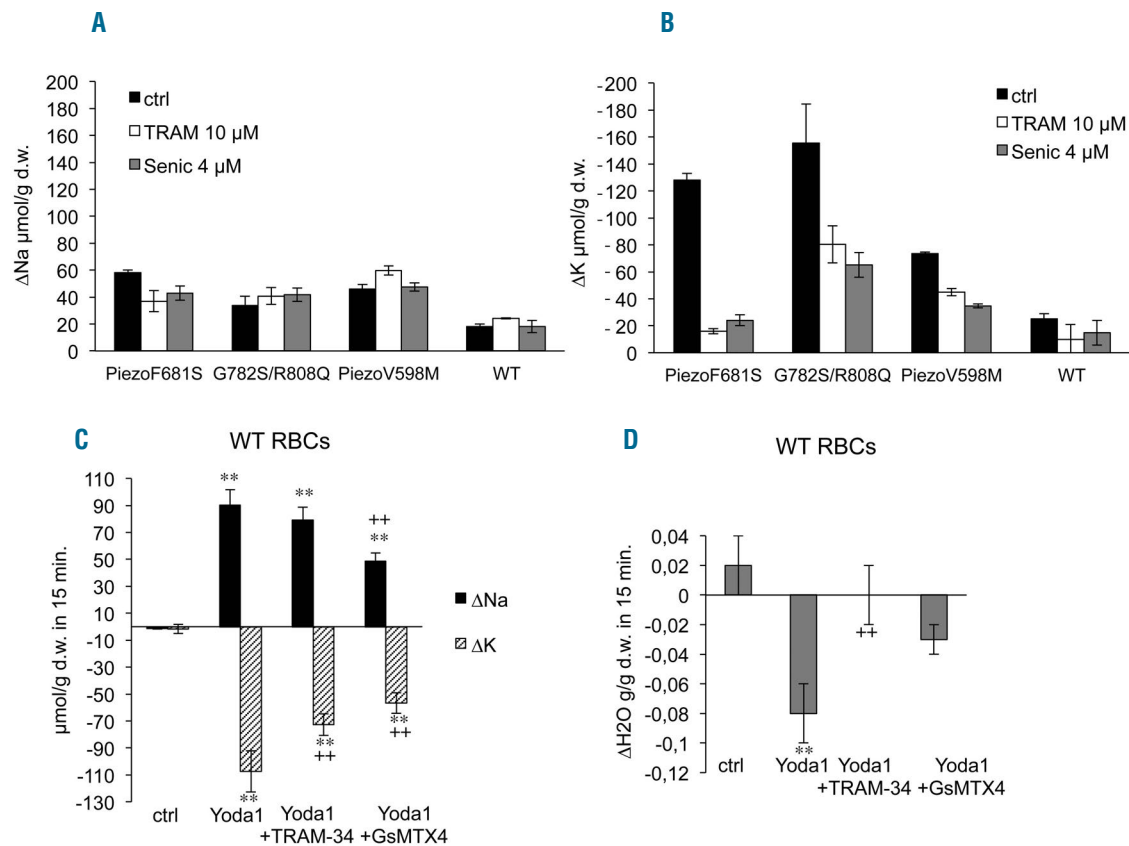 A
ΔNa µmol/g d.w.
200
180
160
140
120
100
80
60
40
20
0
ctrl
TRAM 10 µM
Senic 4 µM
PiezoF681S G782S/R808Q PiezoV598M WT
B
ΔK µmol/g d.w.
-200
-180
-160
-140
-120
-100
-80
-60
-40
-20
0
ctrl
TRAM 10 µM
Senic 4 µM
PiezoF681S G782S/R808Q PiezoV598M WT
C
WT RBCs
µmol/g d.w. in 15 min.
110
90
70
50
30
10
-10
-30
-50
-70
-90
-110
-130
**
**
++
**
**
**
++
**
++
ΔNa
ΔK
ctrl Yoda1 Yoda1 Yoda1
+TRAM-34 +GsMTX4
D
WT RBCs
ΔH2O g/g d.w. in 15 min.
0,04
0,02
0
-0,02
-0,04
-0,06
-0,08
-0,1
-0,12
++
**
ctrl Yoda1 Yoda1 Yoda1
+TRAM-34 +GsMTX4